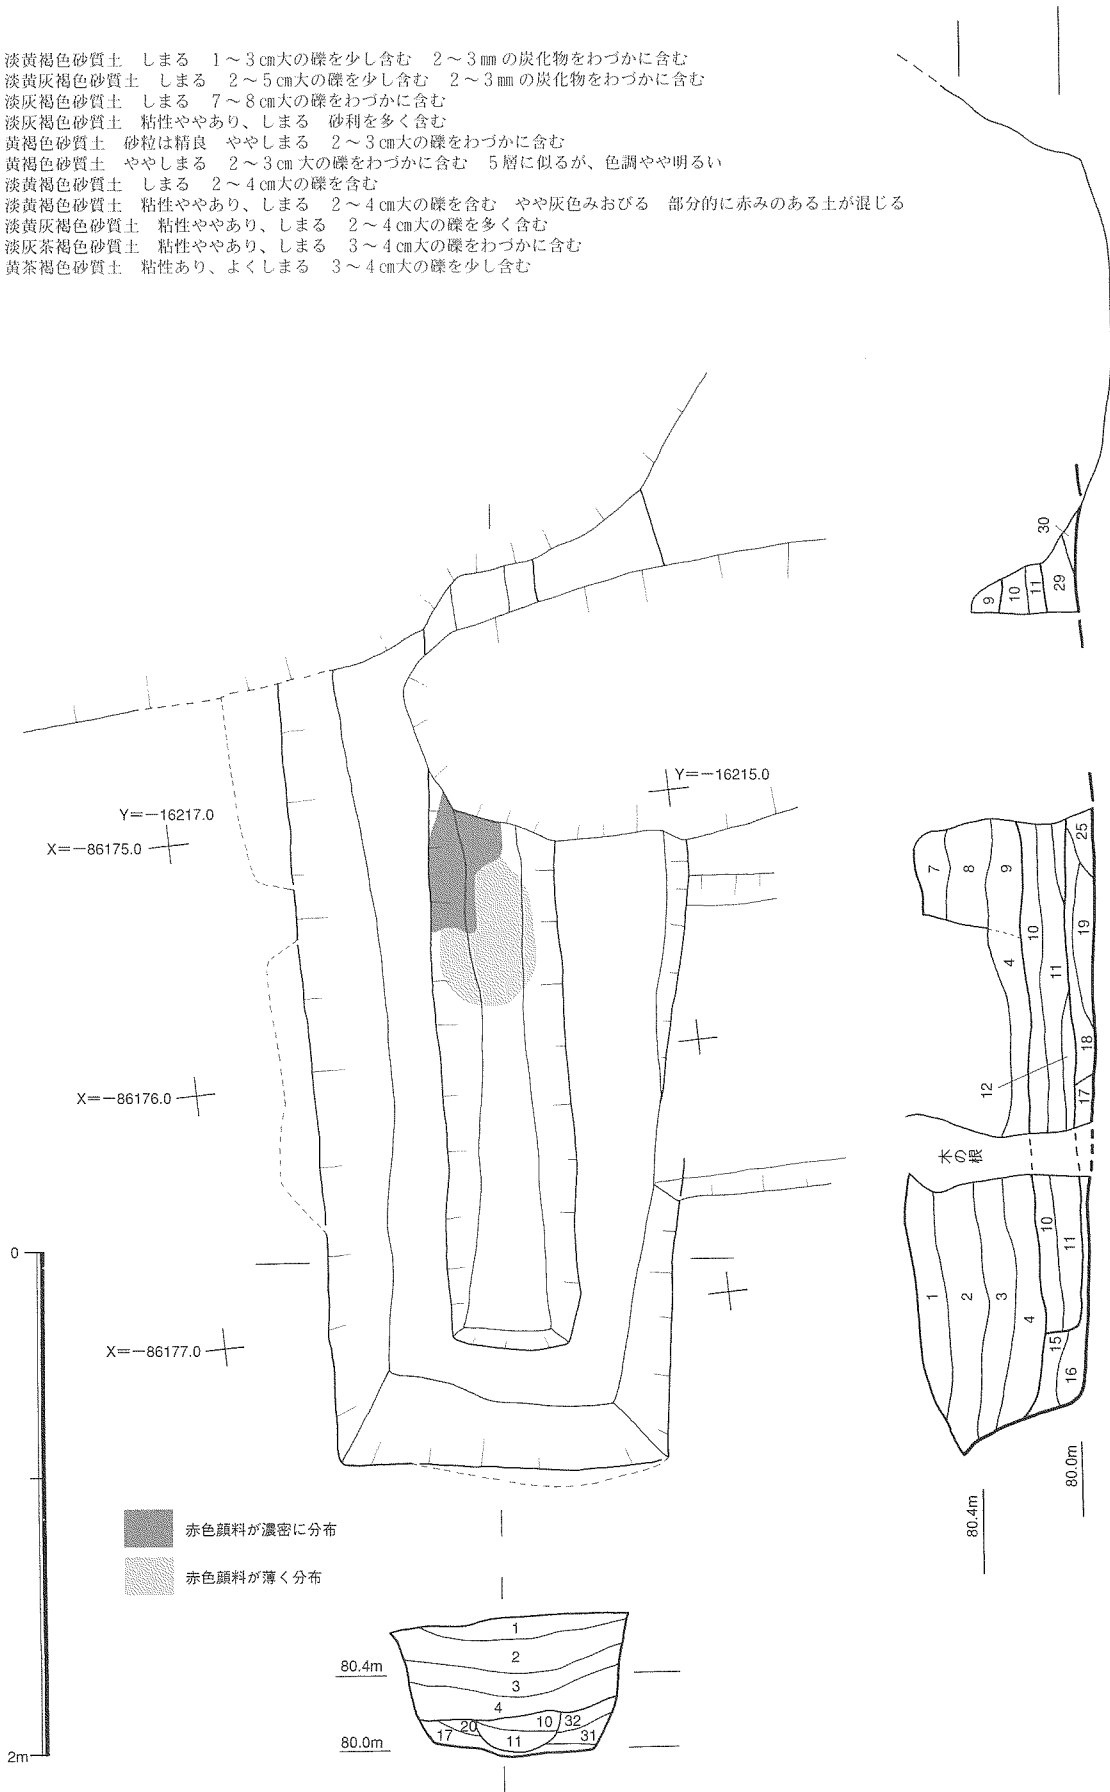 淡黄褐色砂質土　しまる　1～3㎝大の礫を少し含む　2～3㎜の炭化物をわづかに含む
淡黄灰褐色砂質土　しまる　2～5㎝大の礫を少し含む　2～3㎜の炭化物をわづかに含む
淡灰褐色砂質土　しまる　7～8㎝大の礫をわづかに含む
淡灰褐色砂質土　粘性ややあり、しまる　砂利を多く含む
黄褐色砂質土　砂粒は精良　ややしまる　2～3㎝大の礫をわづかに含む
黄褐色砂質土　ややしまる　2～3㎝大の礫をわづかに含む　5層に似るが、色調やや明るい
淡黄褐色砂質土　しまる　2～4㎝大の礫を含む
淡黄褐色砂質土　粘性ややあり、しまる　2～4㎝大の礫を含む　やや灰色みおびる　部分的に赤みのある土が混じる
淡黄灰褐色砂質土　粘性ややあり、しまる　2～4㎝大の礫を多く含む
淡灰茶褐色砂質土　粘性ややあり、しまる　3～4㎝大の礫をわづかに含む
黄茶褐色砂質土　粘性あり、よくしまる　3～4㎝大の礫を少し含む
30
9
10
11
29
Y=-16215.0
Y=-16217.0
X=-86175.0
7
8
9
10
11
25
19
4
12
18
17
X=-86176.0
木の根
0
1
2
3
4
10
11
15
16
X=-86177.0
80.0m
80.4m
赤色顔料が濃密に分布
赤色顔料が薄く分布
1
2
80.4m
3
4
17
20
10
32
11
31
80.0m
2m